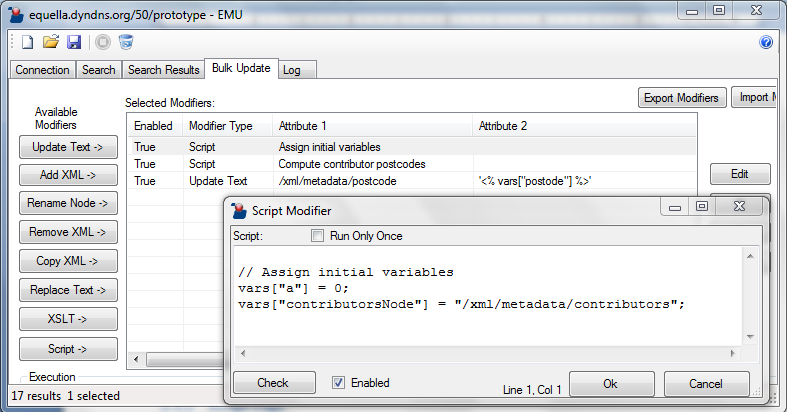 equella.dyndns.org/50/prototype - EMU
Connection Search Search Results Bulk Update Log
Available Modifiers
Update Text ->
Add XML ->
Rename Node ->
Remove XML ->
Copy XML ->
Replace Text ->
XSLT ->
Script ->
Execution
Selected Modifiers:
Export Modifiers Import M
Enabled Modifier Type Attribute 1 Attribute 2
True Script Assign initial variables
True Script Compute contributor postcodes
True Update Text /xml/metadata/postcode '<% vars["postode"] %>'
Edit
Script Modifier
Script: Run Only Once
// Assign initial variables
vars["a"] = 0;
vars["contributorsNode"] = "/xml/metadata/contributors";
Check Enabled Line 1, Col 1 Ok Cancel
17 results 1 selected